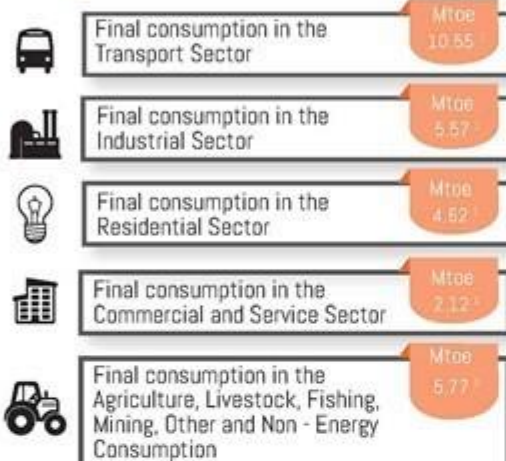 Final consumption in the
Transport Sector
Mtoe
10.55
Final consumption in the
Industrial Sector
Mtoe
5.57
Final consumption in the
Residential Sector
Mtoe
4.52
Final consumption in the
Commercial and Service Sector
Mtoe
2.12
Final consumption in the
Agriculture, Livestock, Fishing,
Mining, Other and Non - Energy
Consumption
Mtoe
5.77